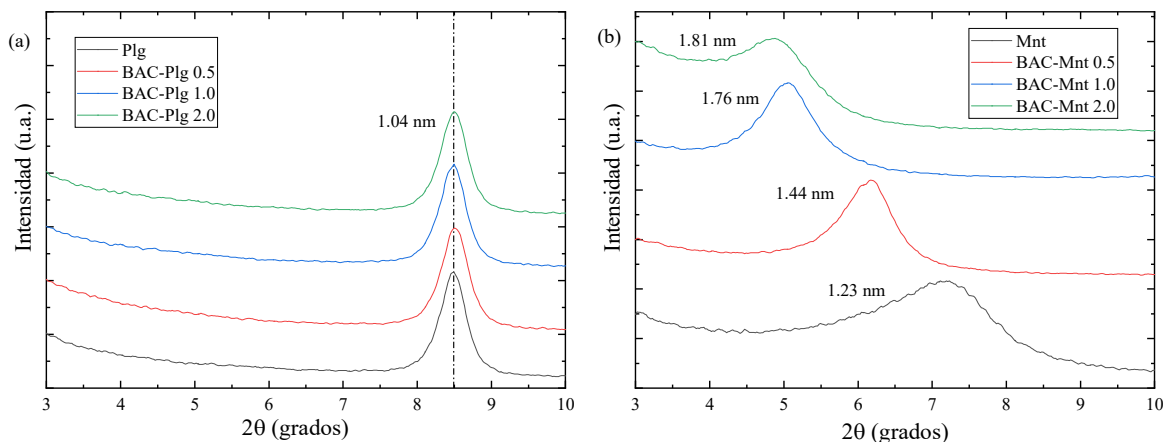 (a)
Plg
BAC-Plg 0.5
BAC-Plg 1.0
BAC-Plg 2.0
1.04 nm
Intensidad (u.a.)
3 4 5 6 7 8 9 10
2θ (grados)
(b)
1.81 nm
Mnt
BAC-Mnt 0.5
BAC-Mnt 1.0
BAC-Mnt 2.0
1.76 nm
1.44 nm
1.23 nm
Intensidad (u.a.)
3 4 5 6 7 8 9 10
2θ (grados)